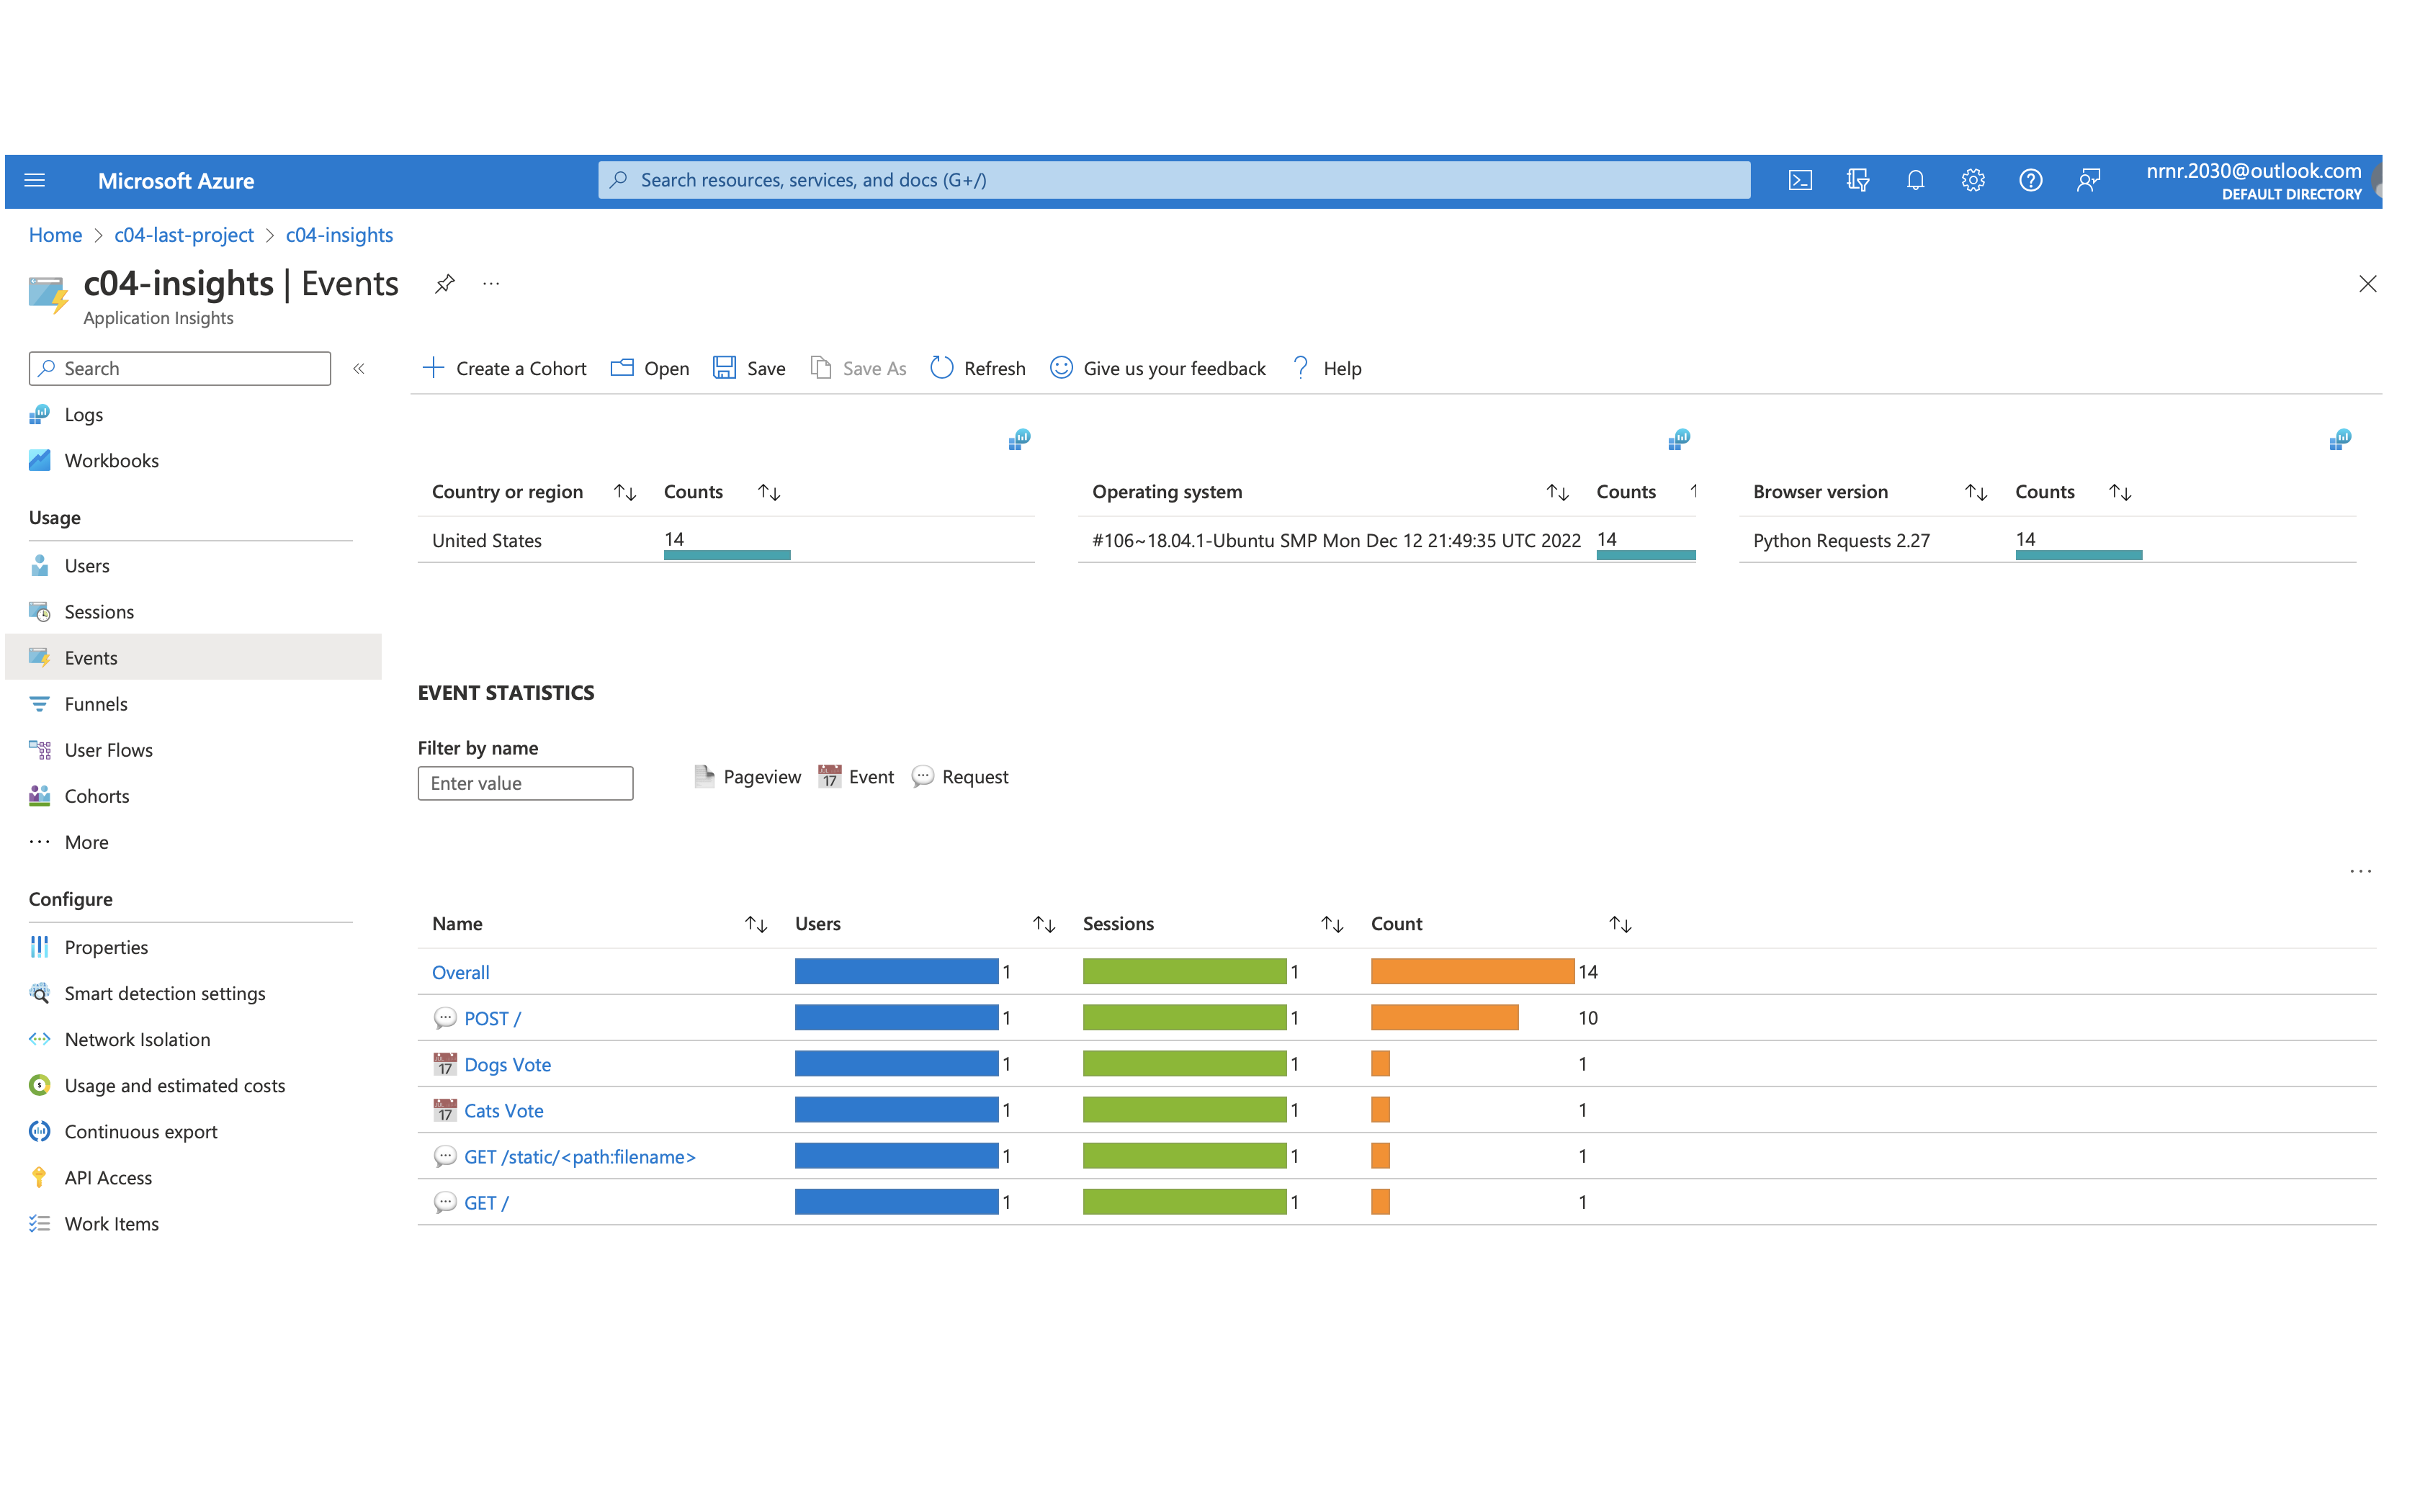 Microsoft Azure
Search resources, services, and docs (G+/)
nrnr.2030@outlook.com
DEFAULT DIRECTORY
Home > c04-last-project > c04-insights
c04-insights | Events
Application Insights
Search
Create a Cohort Open Save Save As Refresh Give us your feedback Help
Logs
Workbooks
Usage
Users
Sessions
Events
Funnels
User Flows
Cohorts
More
Configure
Properties
Smart detection settings
Network Isolation
Usage and estimated costs
Continuous export
API Access
Work Items
Country or region Counts
United States 14
Operating system Counts
#106~18.04.1-Ubuntu SMP Mon Dec 12 21:49:35 UTC 2022 14
Browser version Counts
Python Requests 2.27 14
EVENT STATISTICS
Filter by name
Enter value
Pageview 17 Event Request
Name Users Sessions Count
Overall 1 1 14
POST / 1 1 10
17 Dogs Vote 1 1 1
17 Cats Vote 1 1 1
GET /static/<path:filename> 1 1 1
GET / 1 1 1